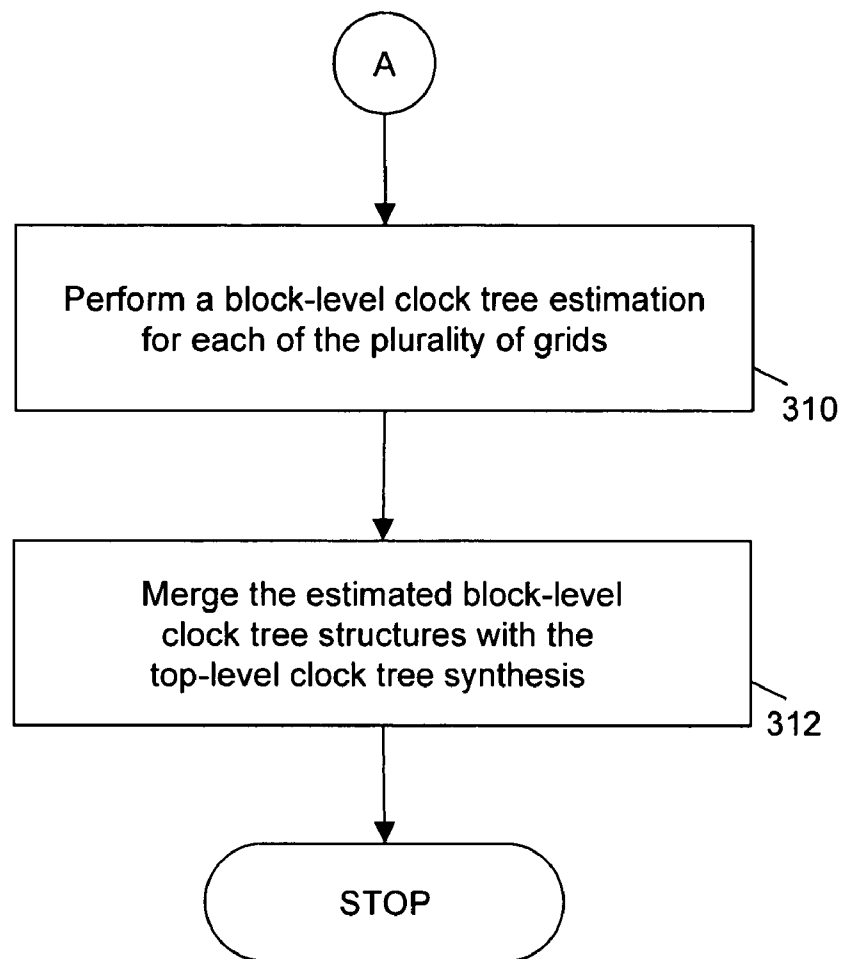 A
Perform a block-level clock tree estimation
for each of the plurality of grids
310
Merge the estimated block-level
clock tree structures with the
top-level clock tree synthesis
312
STOP